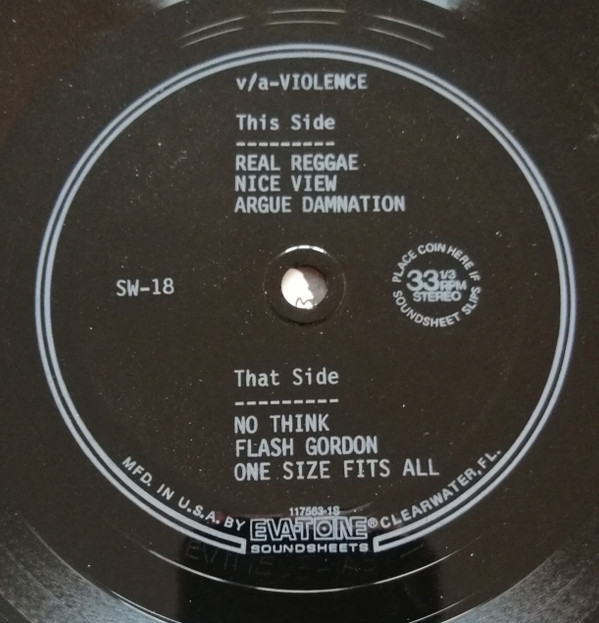 v/a-VIOLENCE
This Side
----------
REAL REGGAE
NICE VIEW
ARGUE DAMNATION
SW-18
PLACE COIN HERE IF
33 1/3
RPM
STEREO
SOUNDSHEET SLIPS
That Side
----------
NO THINK
FLASH GORDON
ONE SIZE FITS ALL
117563-1S
MFD. IN U.S.A. BY EVA-TONE® CLEARWATER, FL.
SOUNDSHEETS